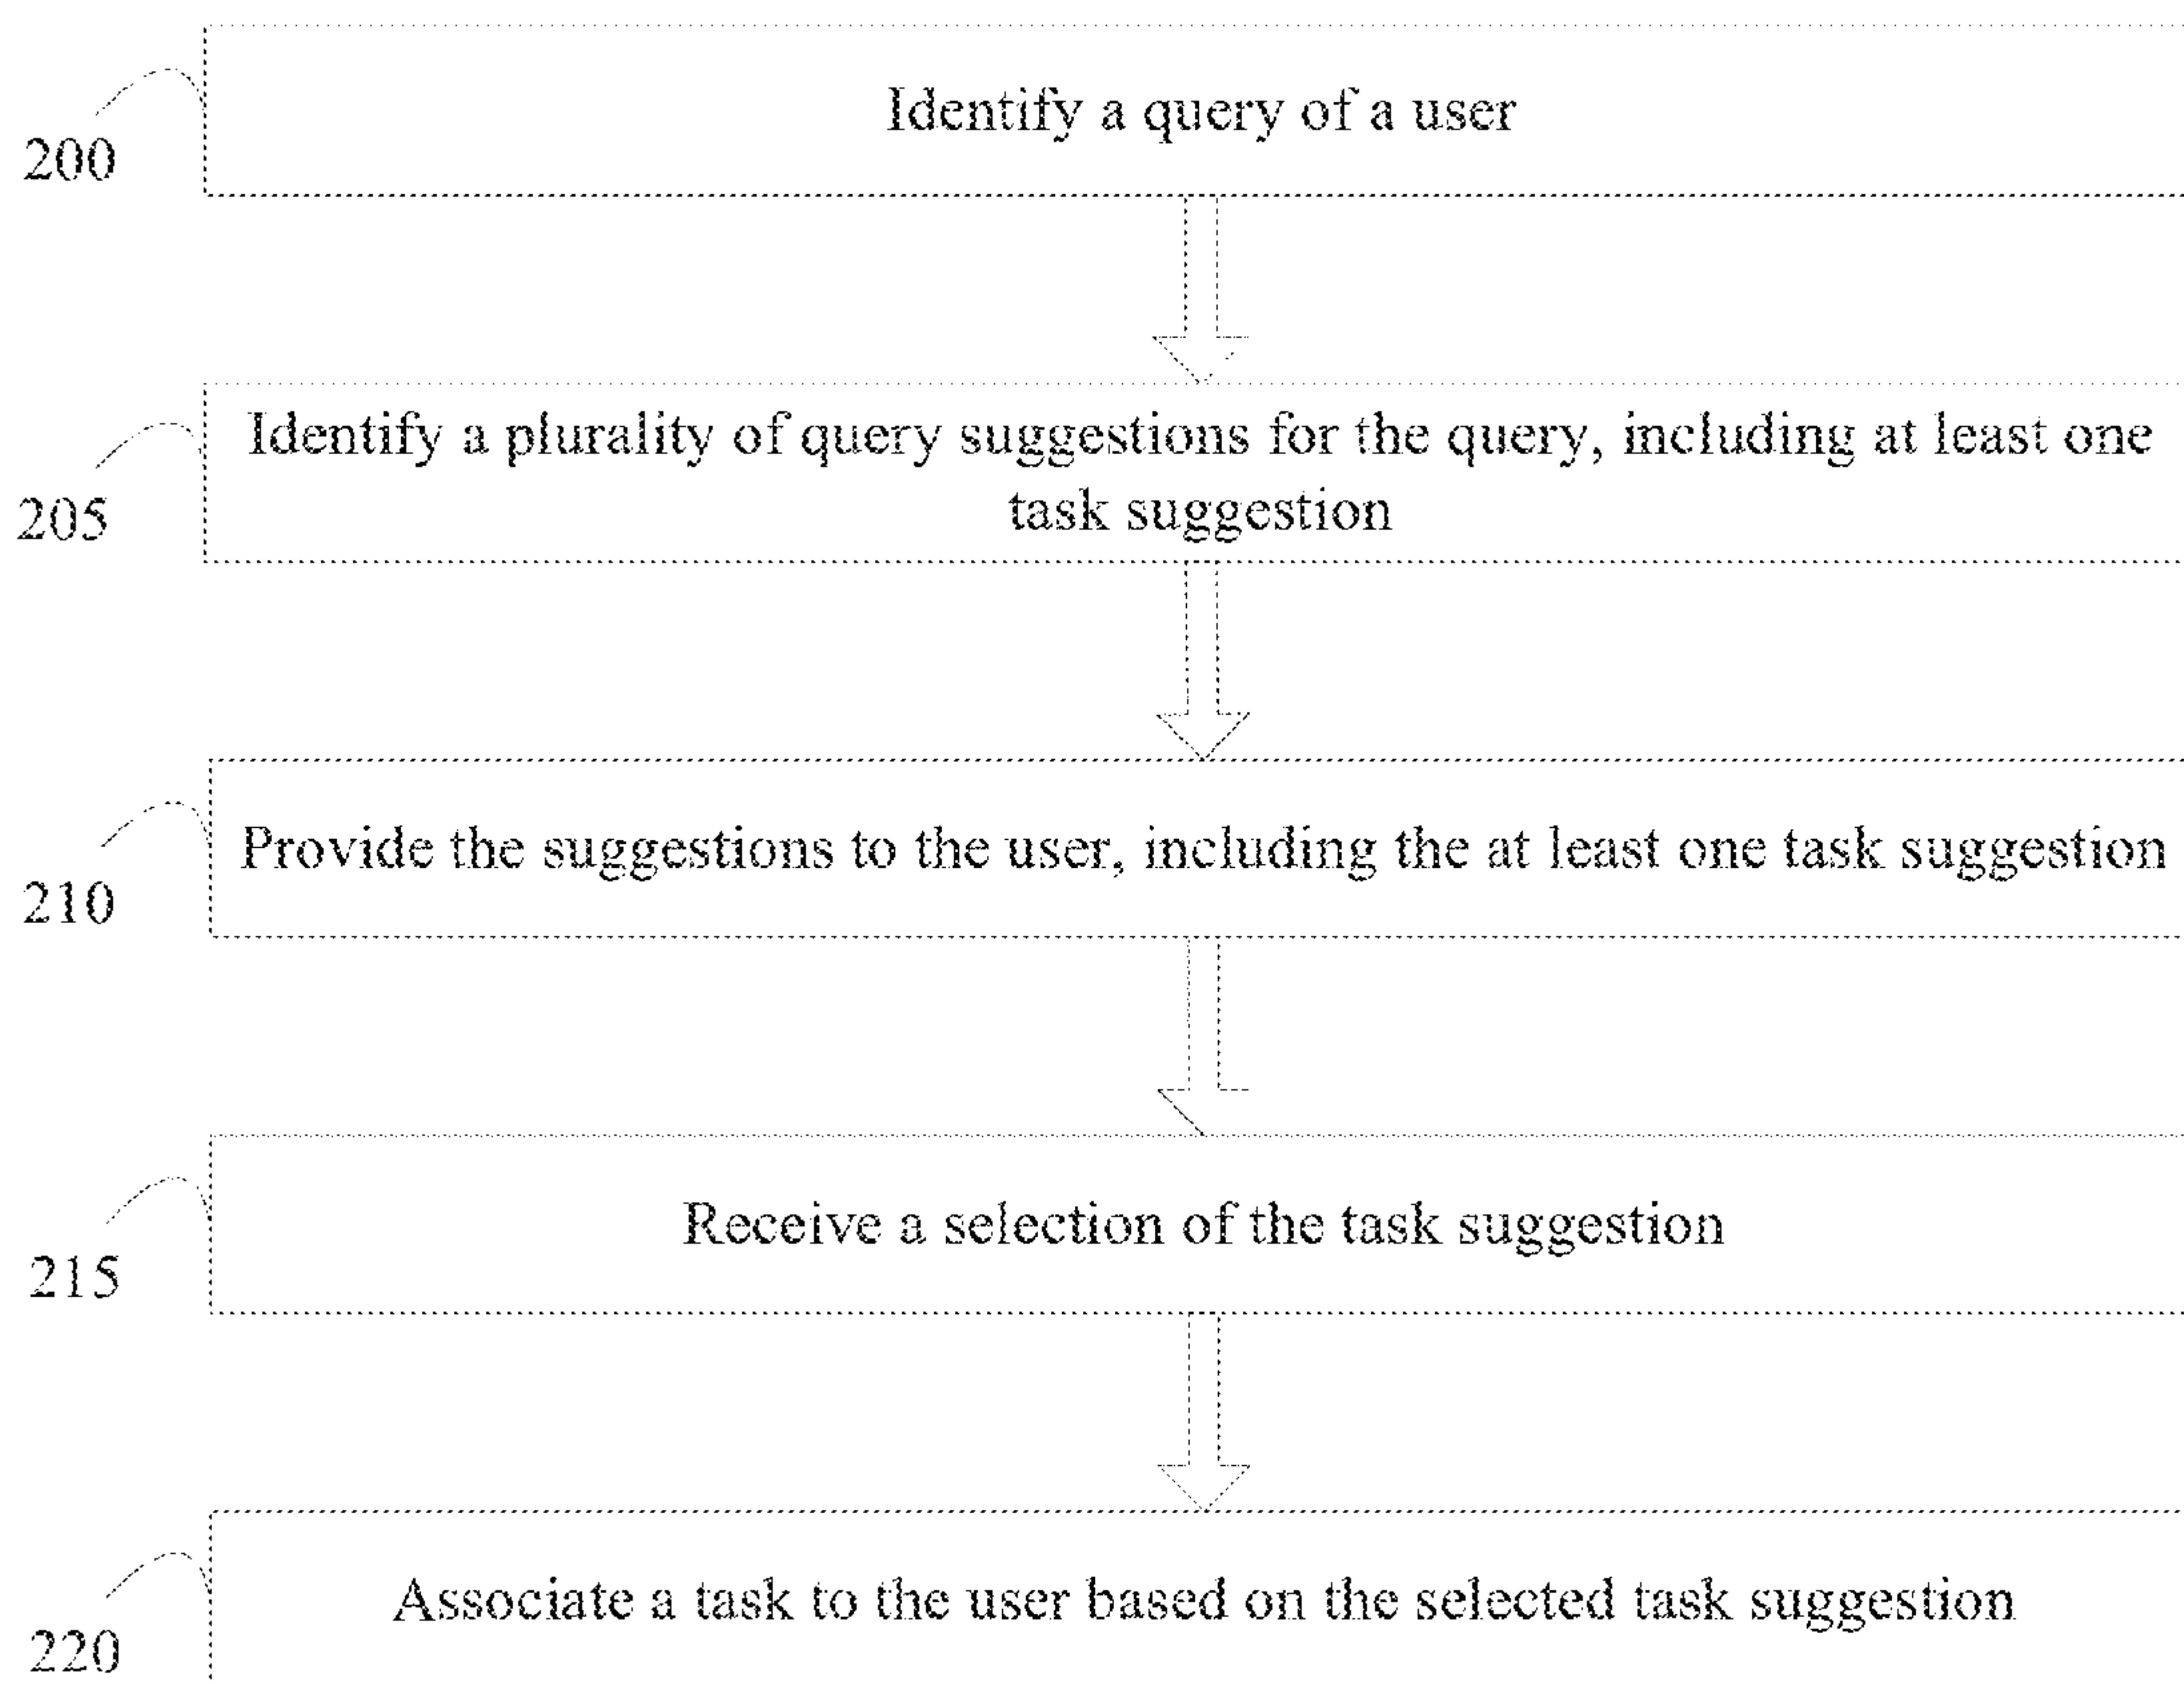 Identify a query of a user
200
Identify a plurality of query suggestions for the query, including at least one
task suggestion
205
Provide the suggestions to the user, including the at least one task suggestion
210
Receive a selection of the task suggestion
215
Associate a task to the user based on the selected task suggestion
220